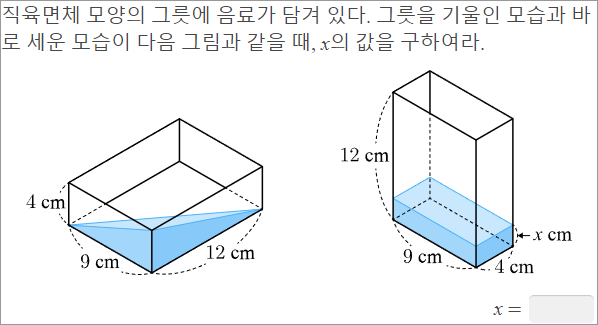 직육면체 모양의 그릇에 음료가 담겨 있다. 그릇을 기울인 모습과 바
로 세운 모습이 다음 그림과 같을 때, x의 값을 구하여라.
4 cm
9 cm
12 cm
12 cm
9 cm
4 cm
x cm
x =